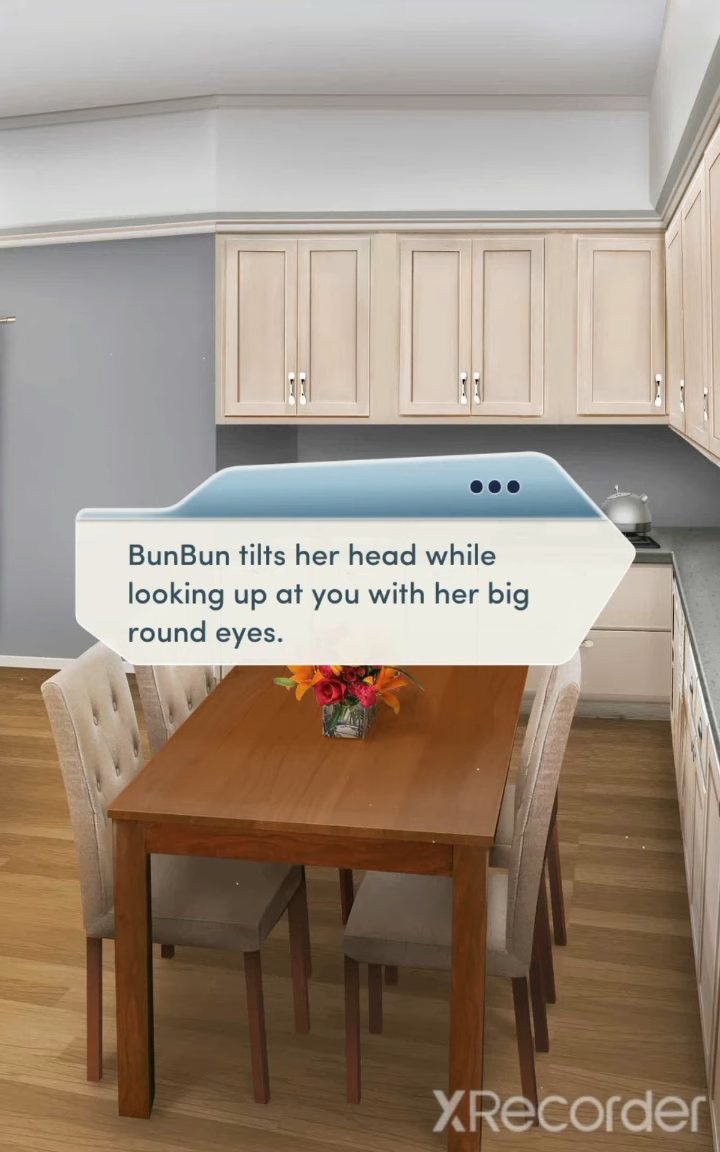 BunBun tilts her head while
looking up at you with her big
round eyes.
XRecorder